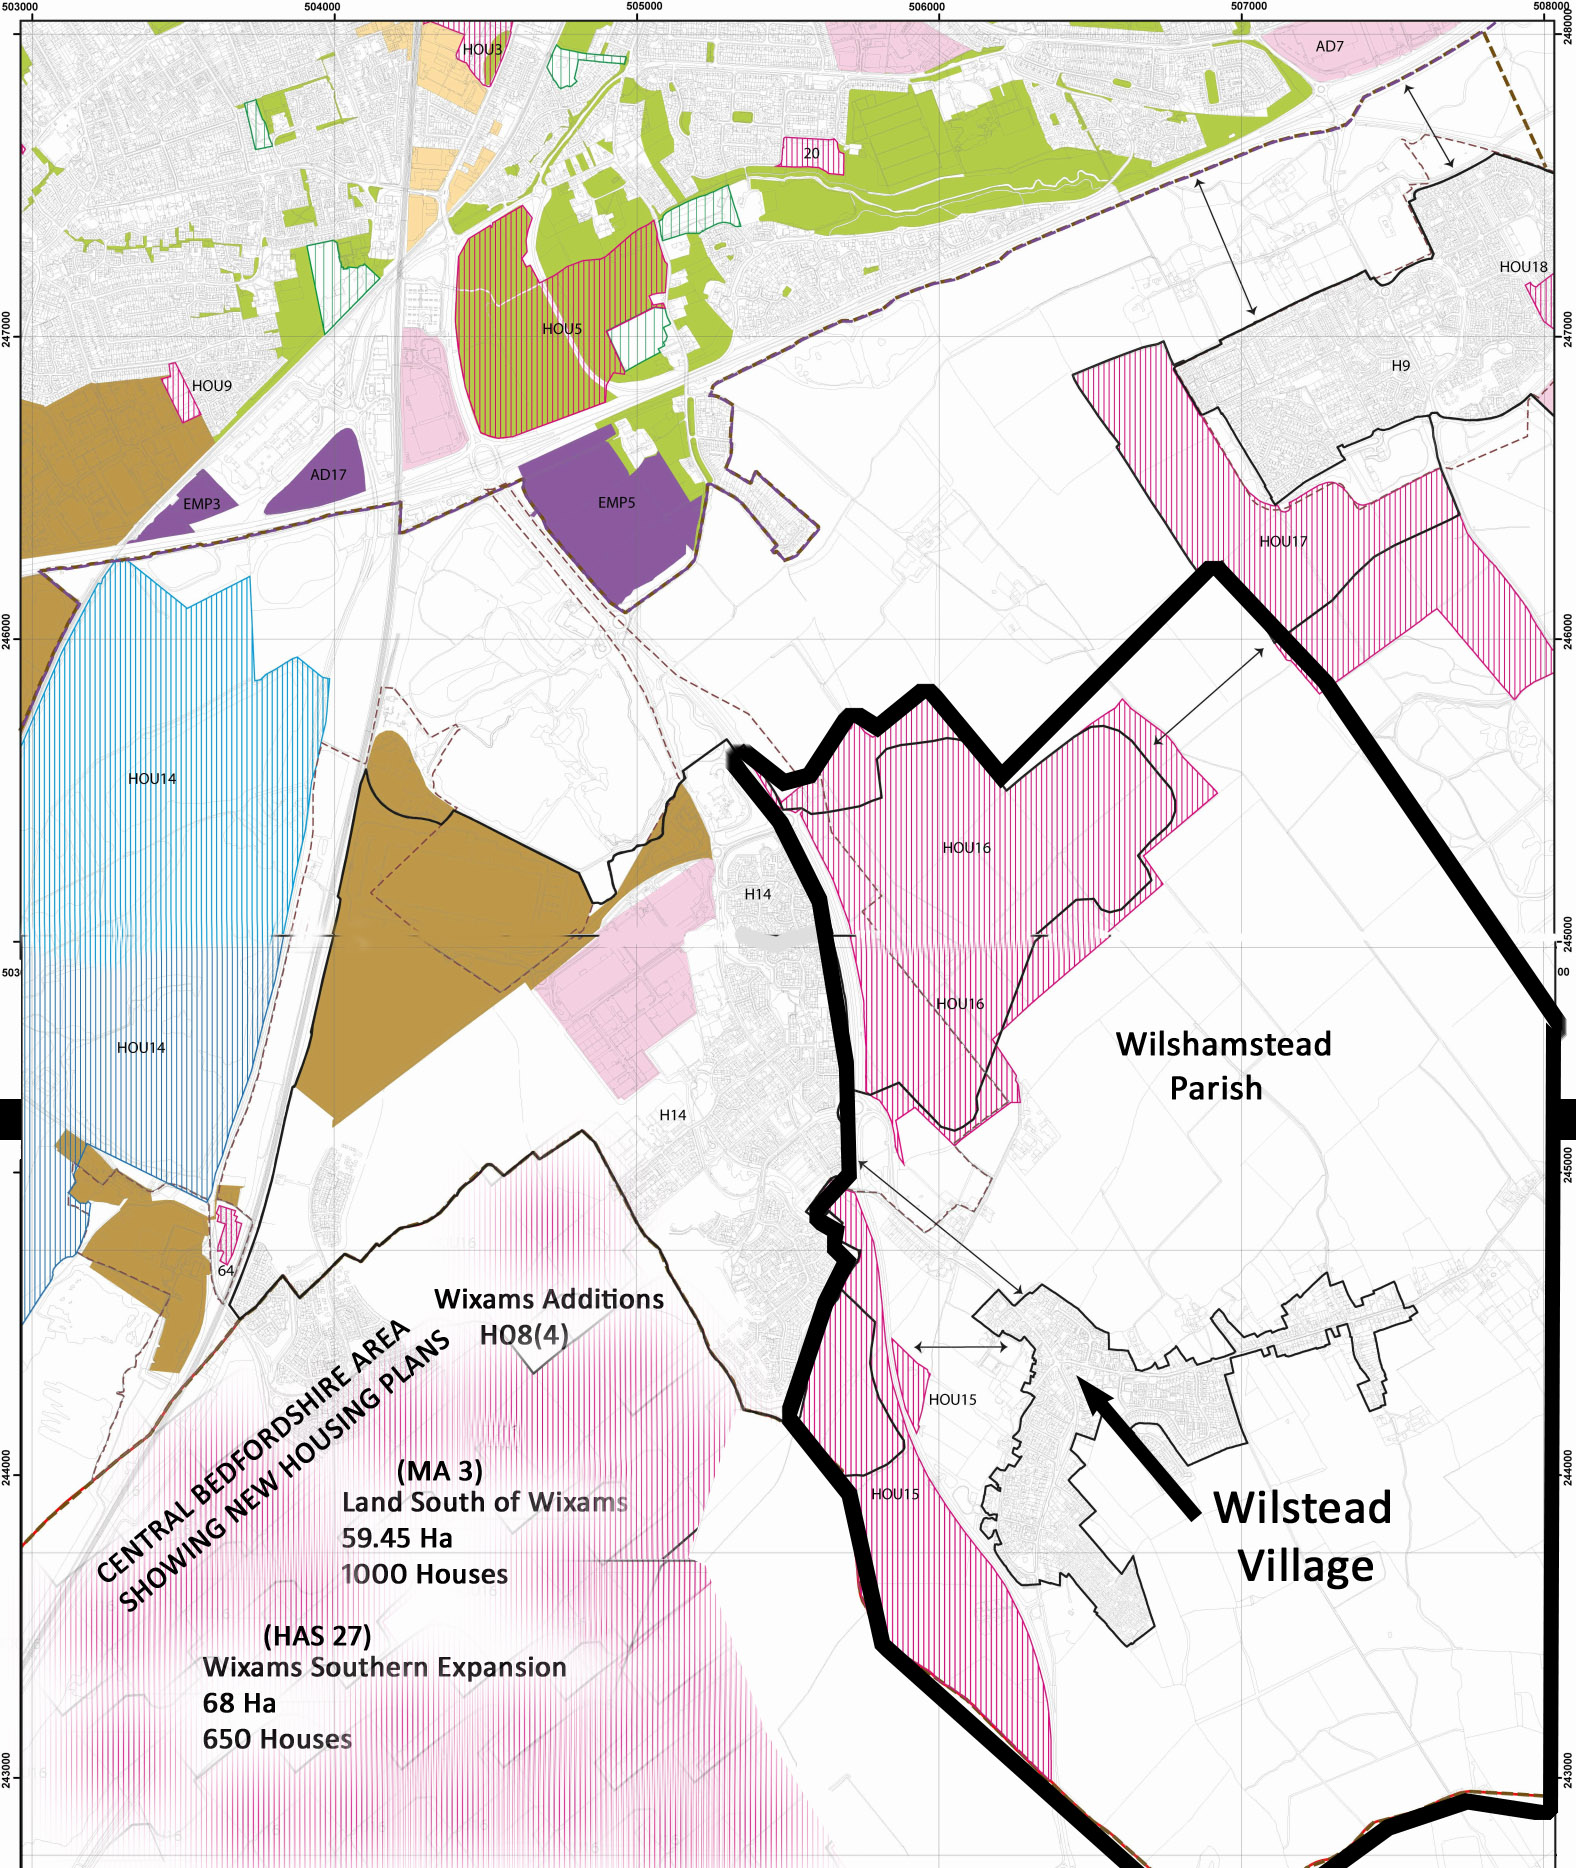 503000 504000 505000 506000 507000 508000
248000
HOU3
AD7
20
HOU18
247000
247000
HOU5
H9
HOU9
AD17
EMP3
EMP5
HOU17
246000
246000
HOU14
HOU16
H14
245000
503
00
HOU16
HOU14
Wilshamstead
Parish
H14
245000
64
Wixams Additions
H08(4)
CENTRAL BEDFORDSHIRE AREA
SHOWING NEW HOUSING PLANS
HOU15
(MA 3)
Land South of Wixams
59.45 Ha
1000 Houses
244000
244000
HOU15
Wilstead
Village
(HAS 27)
Wixams Southern Expansion
68 Ha
650 Houses
243000
243000